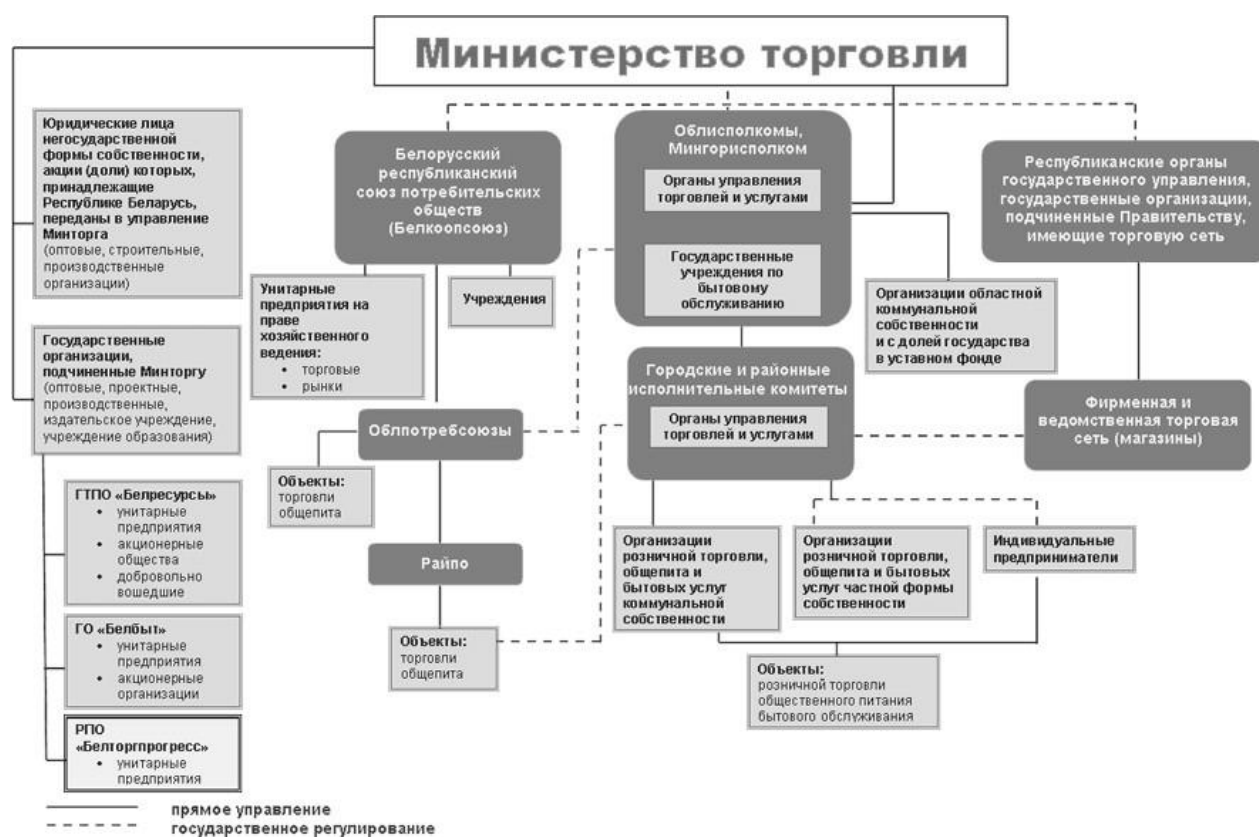 Министерство торговли
Юридические лица
негосударственной
формы собственности,
акции (доли) которых,
принадлежащие
Республике Беларусь,
переданы в управление
Минторга
(оптовые, строительные,
производственные
организации)
Государственные
организации,
подчиненные Минторгу
(оптовые, проектные,
производственные,
издательское учреждение,
учреждение образования)
ГТПО «Белресурсы»
• унитарные
предприятия
• акционерные
общества
• добровольно
вошедшие
ГО «Белбыт»
• унитарные
предприятия
• акционерные
организации
РПО
«Белторгпрогресс»
• унитарные
предприятия
Белорусский
республиканский
союз потребительских
обществ
(Белкоопсоюз)
Унитарные
предприятия на
праве
хозяйственного
ведения:
• торговые
• рынки
Учреждения
Облпотребсоюзы
Объекты:
торговли
общепита
Райпо
Объекты:
торговли
общепита
Облисполкомы,
Мингорисполком
Органы управления
торговлей и услугами
Государственные
учреждения по
бытовому
обслуживанию
Организации областной
коммунальной
собственности
и с долей государства
в уставном фонде
Городские и районные
исполнительные комитеты
Органы управления
торговлей и услугами
Организации
розничной торговли,
общепита и
бытовых услуг
коммунальной
собственности
Организации
розничной торговли,
общепита и бытовых
услуг частной формы
собственности
Индивидуальные
предприниматели
Объекты:
розничной торговли
общественного питания
бытового обслуживания
Республиканские органы
государственного управления,
государственные организации,
подчиненные Правительству,
имеющие торговую сеть
Фирменная и
ведомственная торговая
сеть (магазины)
прямое управление
государственное регулирование